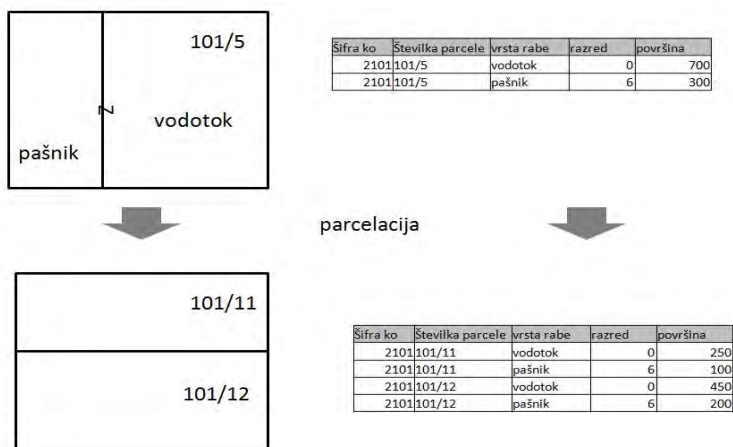 101/5
vodotok
pašnik
Z
Šifra ko Številka parcele vrsta rabe razred površina
2101 101/5 vodotok 0 700
2101 101/5 pašnik 6 300
parcelacija
101/11
101/12
Šifra ko Številka parcele vrsta rabe razred površina
2101 101/11 vodotok 0 250
2101 101/11 pašnik 6 100
2101 101/12 vodotok 0 450
2101 101/12 pašnik 6 200